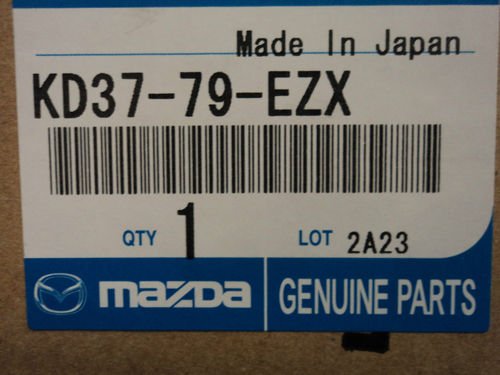 Made In Japan
KD37-79-EZX
QTY 1 LOT 2A23
mazda GENUINE PARTS